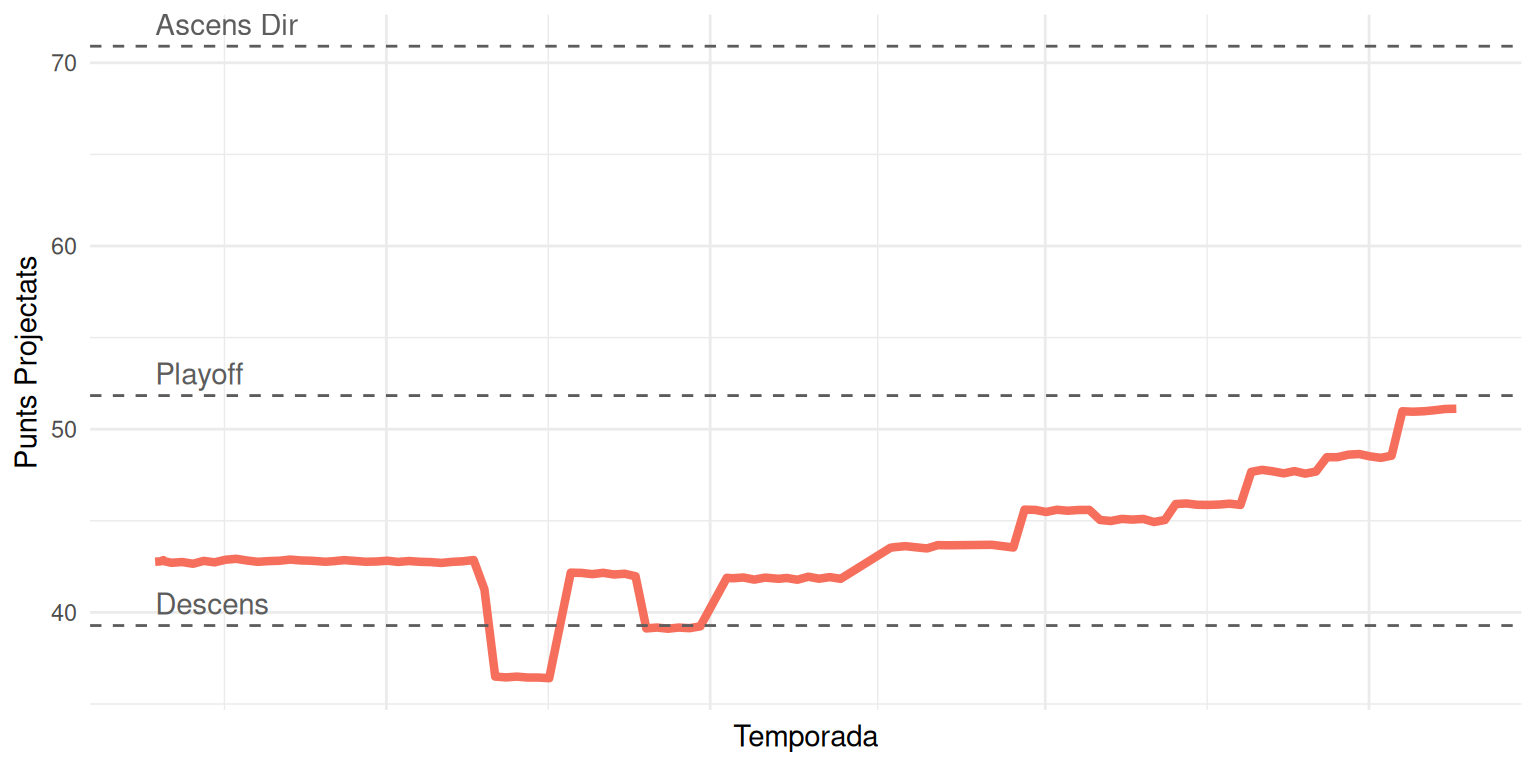 Ascens Dir
70
60
Playoff
50
Descens
40
Punts Projectats
Temporada